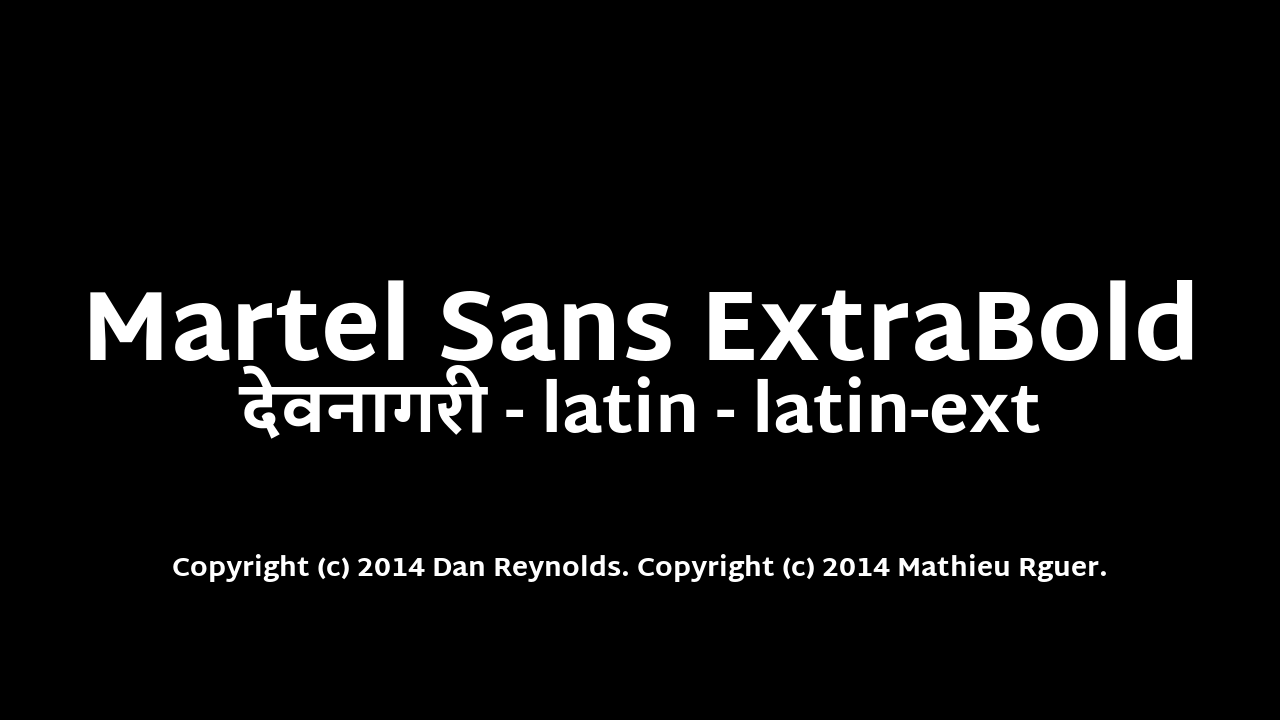 Martel Sans ExtraBold
देवनागरी - latin - latin-ext
Copyright (c) 2014 Dan Reynolds. Copyright (c) 2014 Mathieu Rguer.